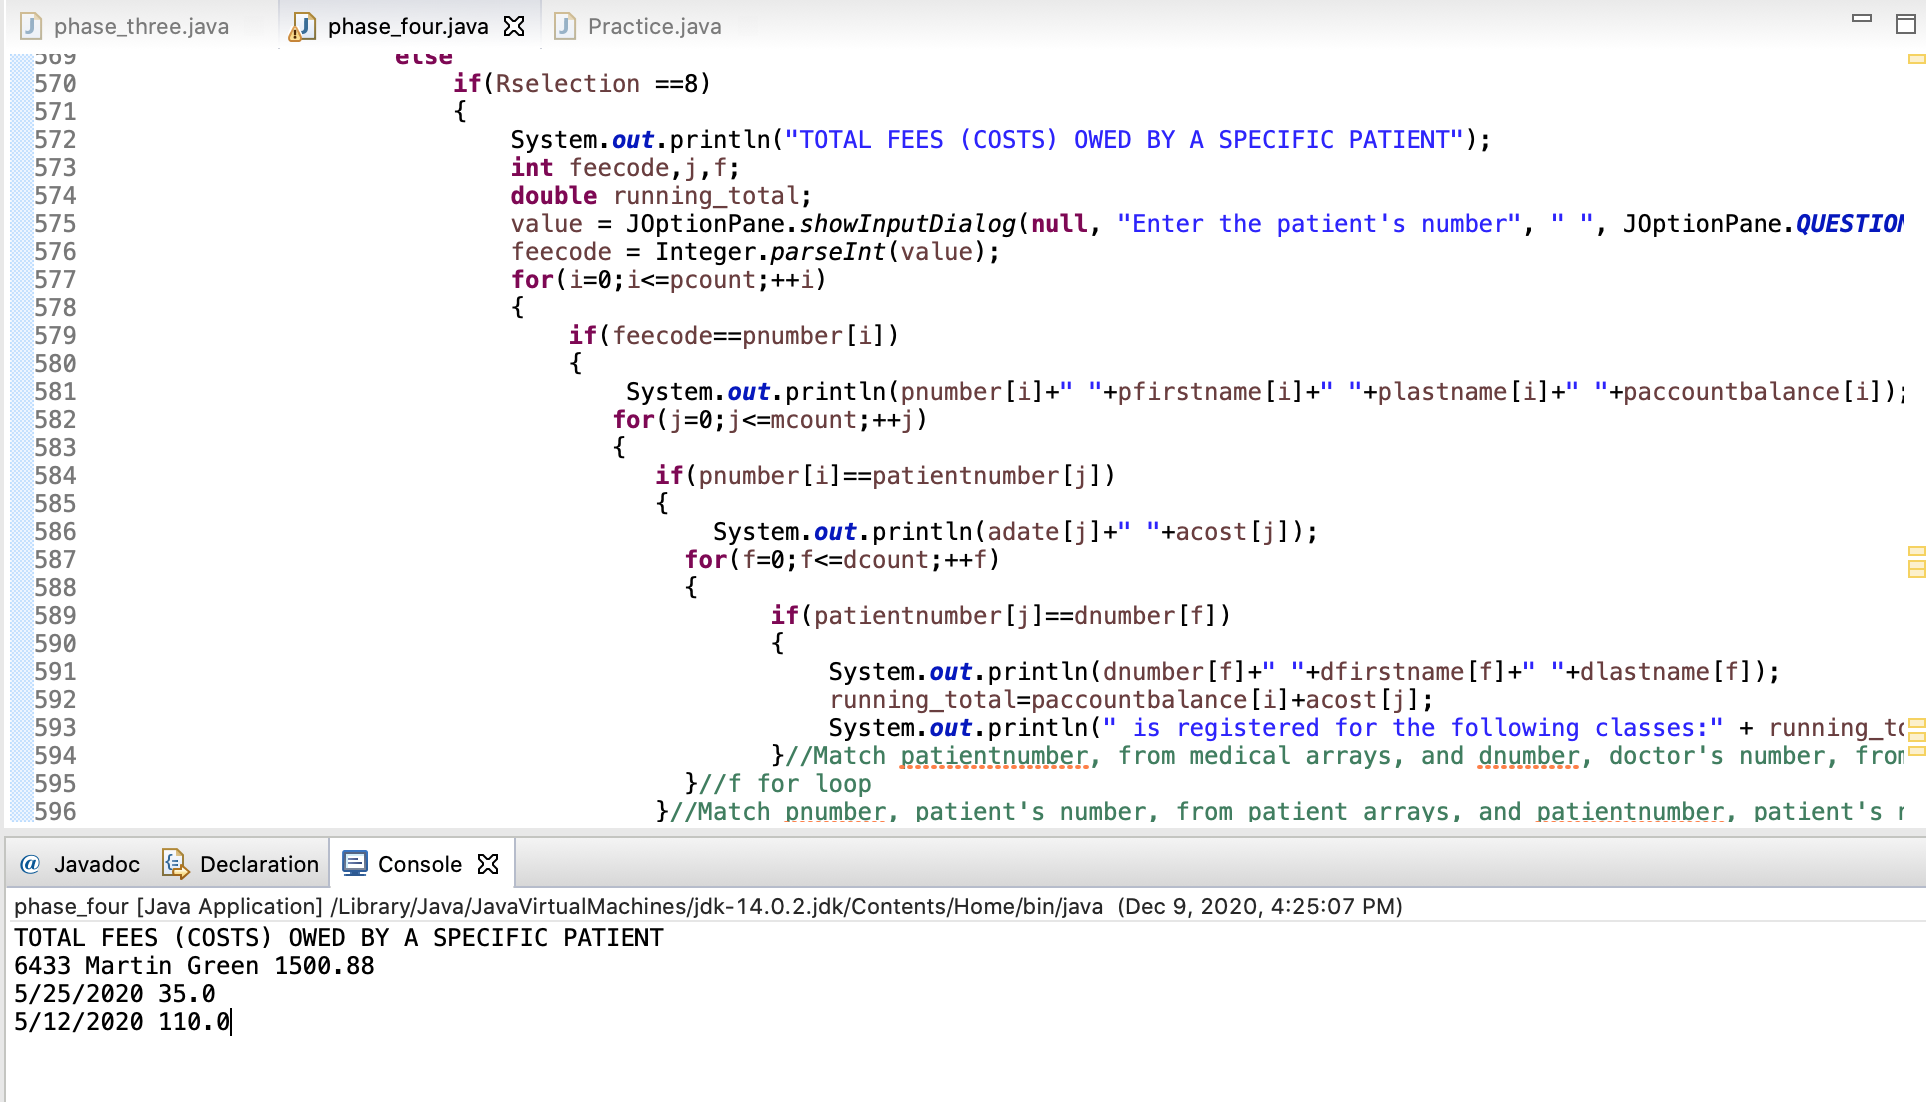 phase_three.java phase_four.java Practice.java
569 else
570 if(Rselection ==8)
571 {
572 System.out.println("TOTAL FEES (COSTS) OWED BY A SPECIFIC PATIENT");
573 int feecode,j,f;
574 double running_total;
575 value = JOptionPane.showInputDialog(null, "Enter the patient's number", " ", JOptionPane.QUESTION
576 feecode = Integer.parseInt(value);
577 for(i=0;i<=pcount;++i)
578 {
579 if(feecode==pnumber[i])
580 {
581 System.out.println(pnumber[i]+" "+pfirstname[i]+" "+plastname[i]+" "+paccountbalance[i]);
582 for(j=0;j<=mcount;++j)
583 {
584 if(pnumber[i]==patientnumber[j])
585 {
586 System.out.println(adate[j]+" "+acost[j]);
587 for(f=0;f<=dcount;++f)
588 {
589 if(patientnumber[j]==dnumber[f])
590 {
591 System.out.println(dnumber[f]+" "+dfirstname[f]+" "+dlastname[f]);
592 running_total=paccountbalance[i]+acost[j];
593 System.out.println(" is registered for the following classes:" + running_to
594 }//Match patientnumber, from medical arrays, and dnumber, doctor's number, from
595 }//f for loop
596 }//Match pnumber, patient's number, from patient arrays, and patientnumber, patient's
@ Javadoc Declaration Console
phase_four [Java Application] /Library/Java/JavaVirtualMachines/jdk-14.0.2.jdk/Contents/Home/bin/java (Dec 9, 2020, 4:25:07 PM)
TOTAL FEES (COSTS) OWED BY A SPECIFIC PATIENT
6433 Martin Green 1500.88
5/25/2020 35.0
5/12/2020 110.0